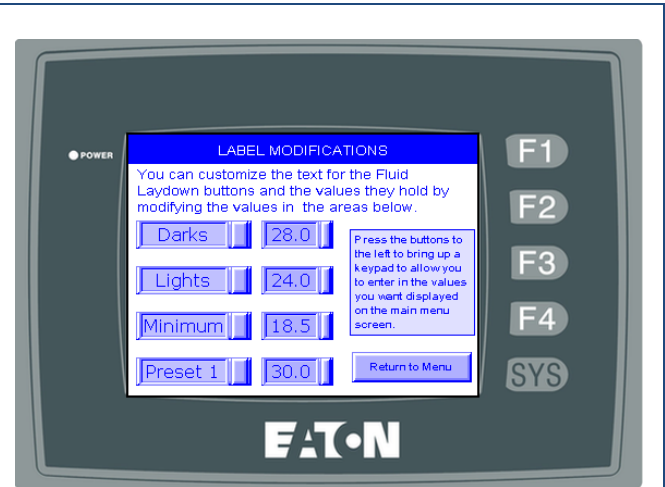 POWER
LABEL MODIFICATIONS
You can customize the text for the Fluid
Laydown buttons and the values they hold by
modifying the values in the areas below.
Darks 28.0
Lights 24.0
Minimum 18.5
Preset 1 30.0
Press the buttons to
the left to bring up a
keypad to allow you
to enter in the values
you want displayed
on the main menu
screen.
Return to Menu
F1
F2
F3
F4
SYS
EATON